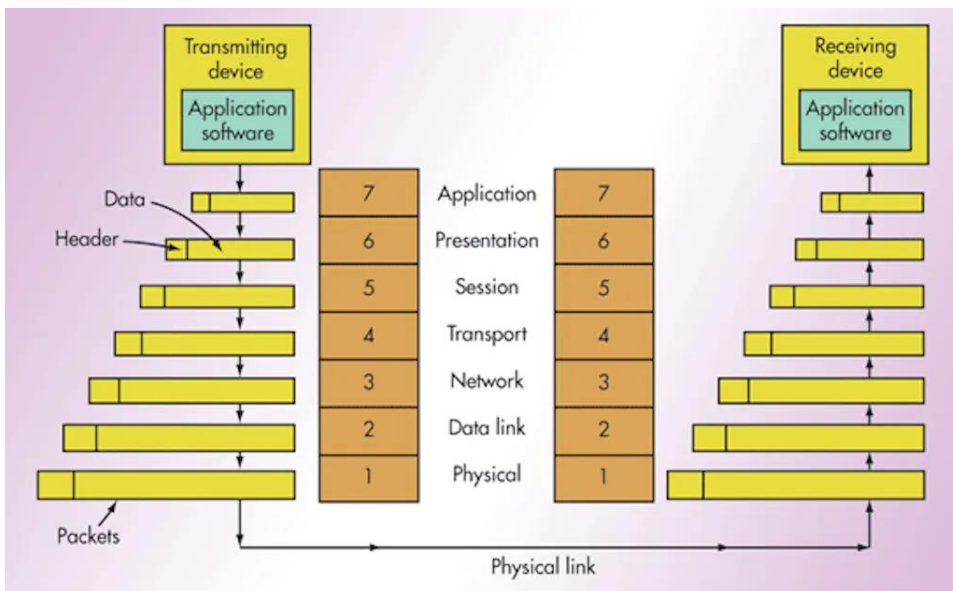 Transmitting
device
Application
software
Receiving
device
Application
software
Data
Header
7 Application 7
6 Presentation 6
5 Session 5
4 Transport 4
3 Network 3
2 Data link 2
1 Physical 1
Packets
Physical link